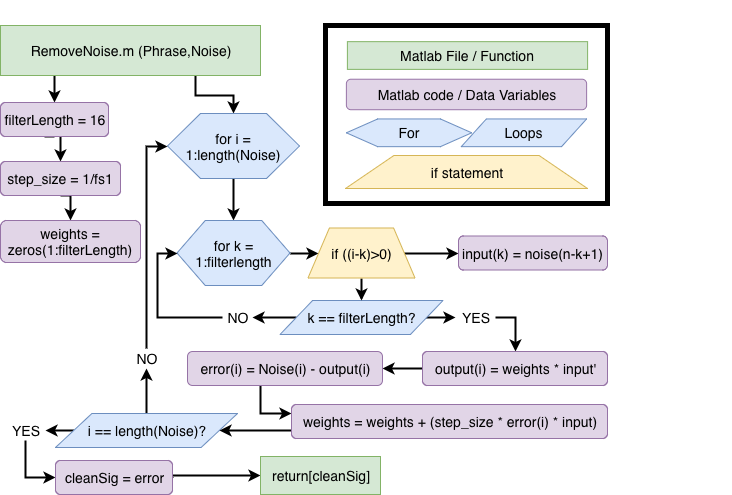 RemoveNoise.m (Phrase,Noise)
Matlab File / Function
Matlab code / Data Variables
For
Loops
if statement
filterLength = 16
for i =
1:length(Noise)
step_size = 1/fs1
weights =
zeros(1:filterLength)
for k =
1:filterlength
if ((i-k)>0)
input(k) = noise(n-k+1)
NO
k == filterLength?
YES
NO
error(i) = Noise(i) - output(i)
output(i) = weights * input'
YES
i == length(Noise)?
weights = weights + (step_size * error(i) * input)
cleanSig = error
return[cleanSig]